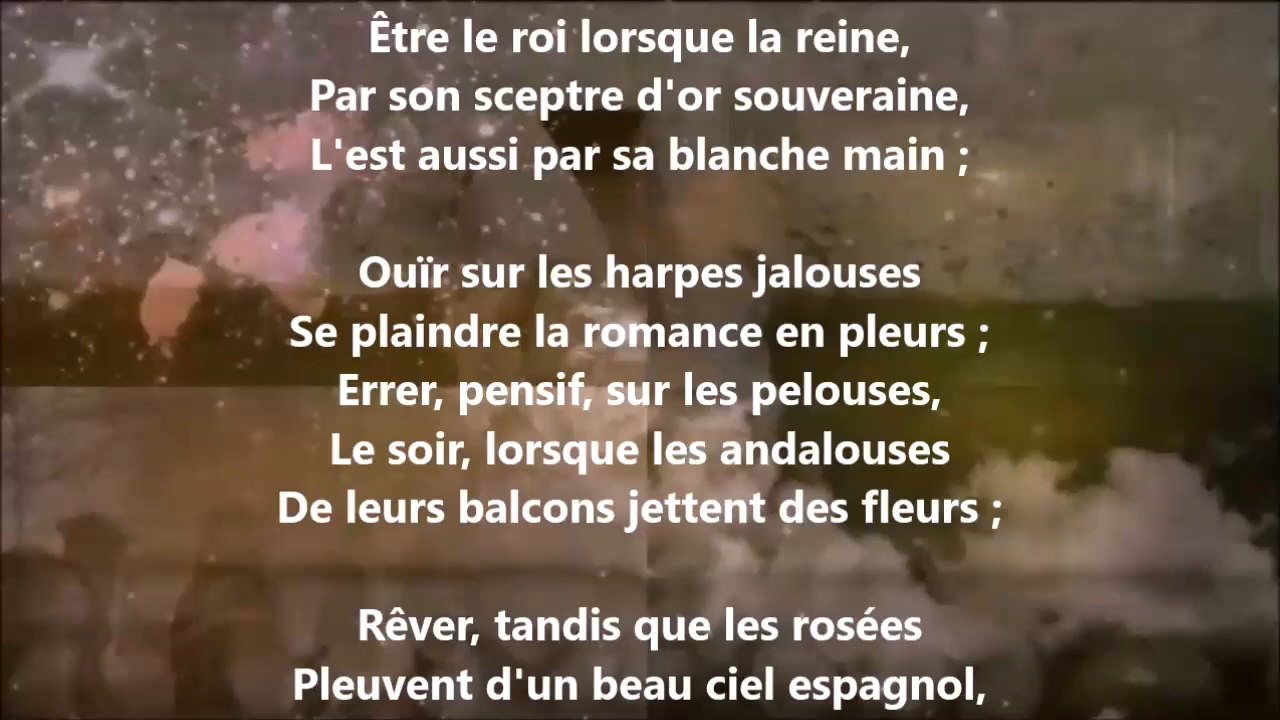 Être le roi lorsque la reine,
Par son sceptre d'or souveraine,
L'est aussi par sa blanche main ;
Ouïr sur les harpes jalouses
Se plaindre la romance en pleurs ;
Errer, pensif, sur les pelouses,
Le soir, lorsque les andalouses
De leurs balcons jettent des fleurs ;
Rêver, tandis que les rosées
Pleuvent d'un beau ciel espagnol,